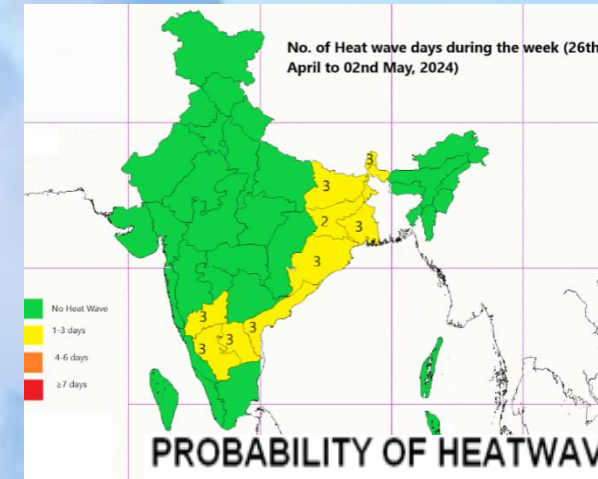 No. of Heat wave days during the week (26th
April to 02nd May, 2024)
3
3
2
3
3
3
3
3
3
No Heat Wave
1-3 days
4-6 days
≥7 days
PROBABILITY OF HEATWAV